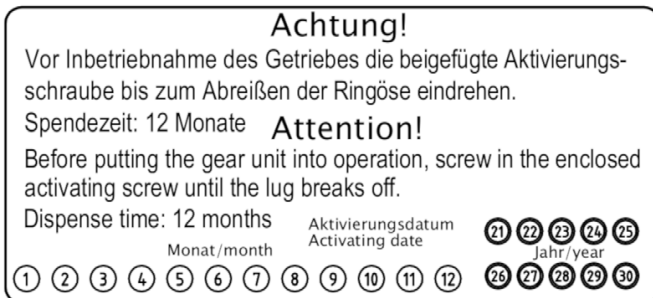 Achtung!
Vor Inbetriebnahme des Getriebes die beigefügte Aktivierungs-
schraube bis zum Abreißen der Ringöse eindrehen.
Spendezeit: 12 Monate Attention!
Before putting the gear unit into operation, screw in the enclosed
activating screw until the lug breaks off.
Dispense time: 12 months
Aktivierungsdatum
Activating date
Monat/month
1 2 3 4 5 6 7 8 9 10 11 12
21 22 23 24 25
Jahr/year
26 27 28 29 30